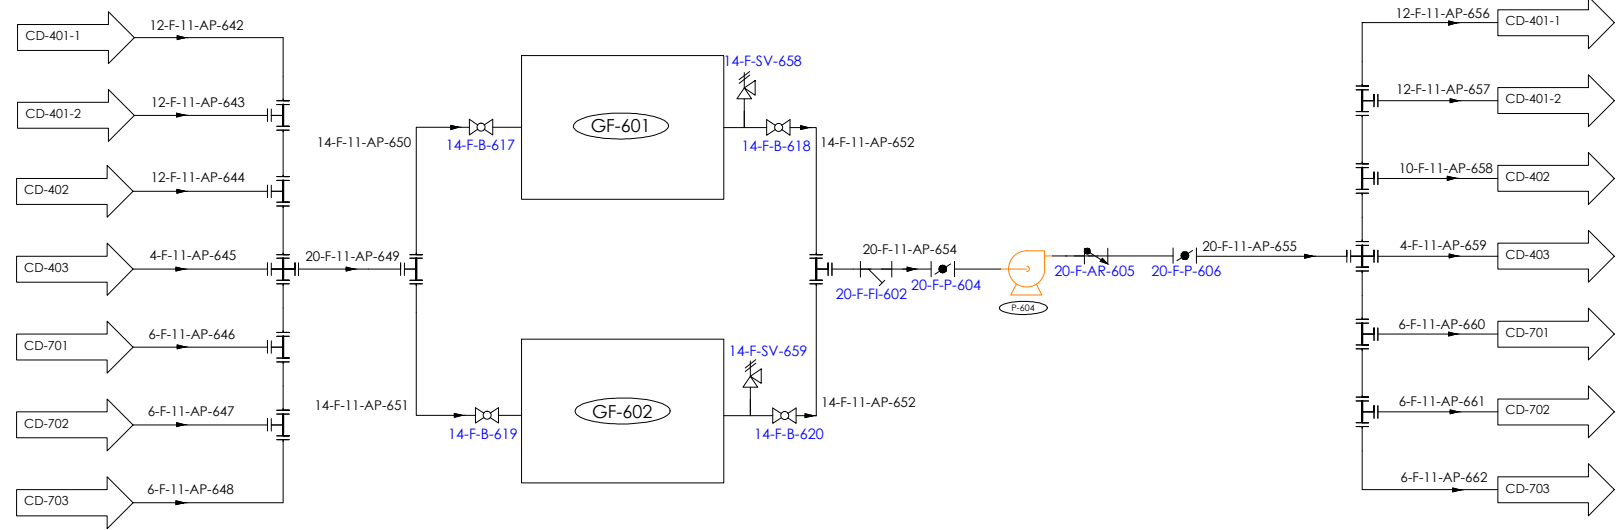 CD-401-1
12-F-11-AP-642
CD-401-2
12-F-11-AP-643
CD-402
12-F-11-AP-644
CD-403
4-F-11-AP-645
CD-701
6-F-11-AP-646
CD-702
6-F-11-AP-647
CD-703
6-F-11-AP-648
20-F-11-AP-649
14-F-11-AP-650
14-F-B-617
GF-601
14-F-SV-658
14-F-B-618
14-F-11-AP-652
14-F-11-AP-651
14-F-B-619
GF-602
14-F-SV-659
14-F-B-620
14-F-11-AP-652
20-F-11-AP-654
20-F-FI-602
20-F-P-604
P-604
20-F-AR-605
20-F-P-606
20-F-11-AP-655
12-F-11-AP-656
CD-401-1
12-F-11-AP-657
CD-401-2
10-F-11-AP-658
CD-402
4-F-11-AP-659
CD-403
6-F-11-AP-660
CD-701
6-F-11-AP-661
CD-702
6-F-11-AP-662
CD-703